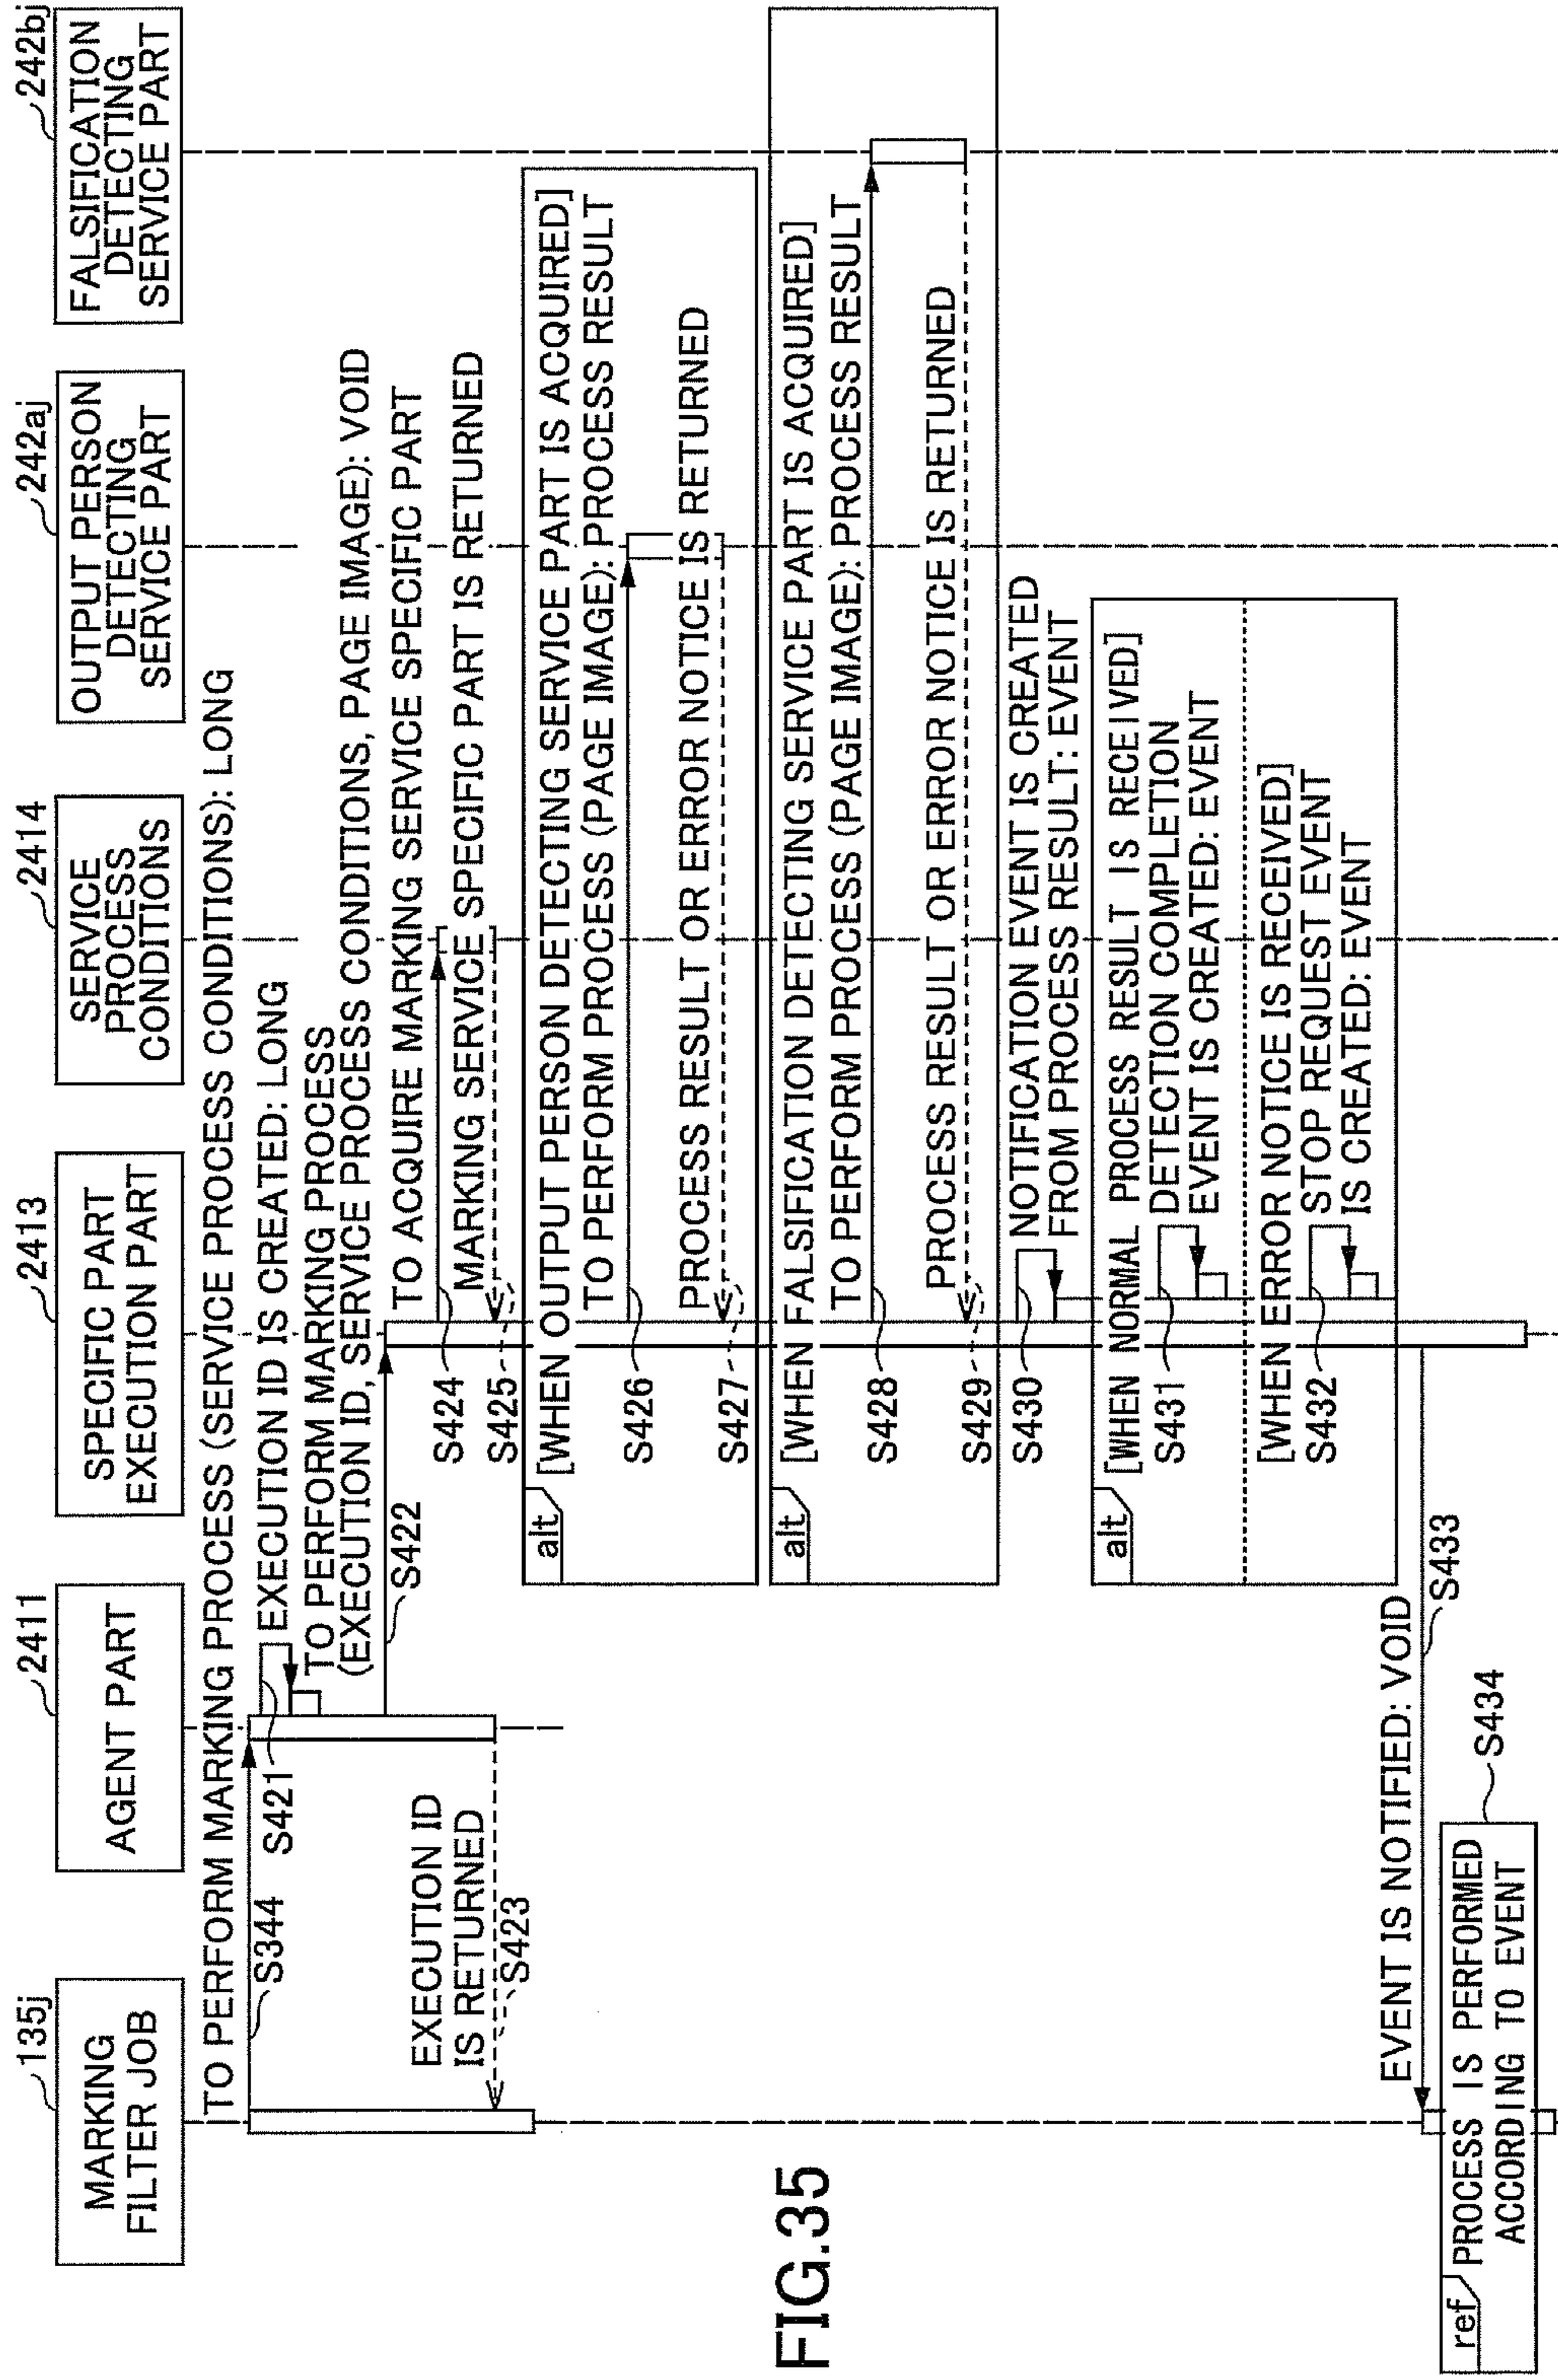 FIG.35
135j
MARKING
FILTER JOB
2411
AGENT PART
2413
SPECIFIC PART
EXECUTION PART
2414
SERVICE
PROCESS
CONDITIONS
242aj
OUTPUT PERSON
DETECTING
SERVICE PART
242bj
FALSIFICATION
DETECTING
SERVICE PART
TO PERFORM MARKING PROCESS (SERVICE PROCESS CONDITIONS): LONG
S344
S421
EXECUTION ID IS CREATED: LONG
TO PERFORM MARKING PROCESS
(EXECUTION ID, SERVICE PROCESS CONDITIONS, PAGE IMAGE): VOID
S422
EXECUTION ID
IS RETURNED
S423
TO ACQUIRE MARKING SERVICE SPECIFIC PART
S424
MARKING SERVICE SPECIFIC PART IS RETURNED
S425
alt
[WHEN OUTPUT PERSON DETECTING SERVICE PART IS ACQUIRED]
TO PERFORM PROCESS (PAGE IMAGE): PROCESS RESULT
S426
PROCESS RESULT OR ERROR NOTICE IS RETURNED
S427
alt
[WHEN FALSIFICATION DETECTING SERVICE PART IS ACQUIRED]
TO PERFORM PROCESS (PAGE IMAGE): PROCESS RESULT
S428
PROCESS RESULT OR ERROR NOTICE IS RETURNED
S429
S430
NOTIFICATION EVENT IS CREATED
FROM PROCESS RESULT: EVENT
alt
[WHEN NORMAL PROCESS RESULT IS RECEIVED]
S431
DETECTION COMPLETION
EVENT IS CREATED: EVENT
[WHEN ERROR NOTICE IS RECEIVED]
S432
STOP REQUEST EVENT
IS CREATED: EVENT
EVENT IS NOTIFIED: VOID
S433
ref
PROCESS IS PERFORMED
ACCORDING TO EVENT
S434